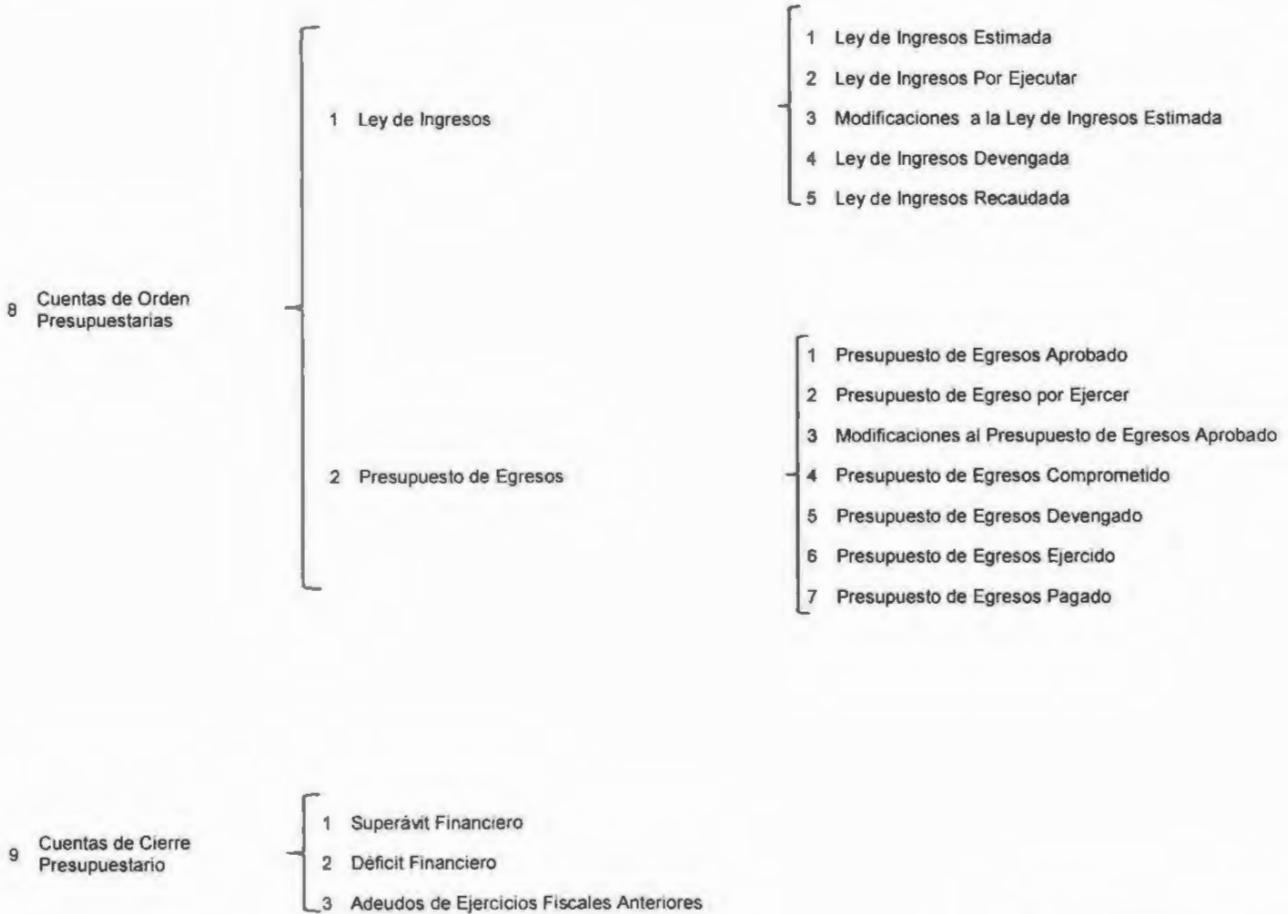 1 Ley de Ingresos Estimada
2 Ley de Ingresos Por Ejecutar
1 Ley de Ingresos
3 Modificaciones a la Ley de Ingresos Estimada
4 Ley de Ingresos Devengada
5 Ley de Ingresos Recaudada
8 Cuentas de Orden
Presupuestarias
1 Presupuesto de Egresos Aprobado
2 Presupuesto de Egreso por Ejercer
3 Modificaciones al Presupuesto de Egresos Aprobado
2 Presupuesto de Egresos
4 Presupuesto de Egresos Comprometido
5 Presupuesto de Egresos Devengado
6 Presupuesto de Egresos Ejercido
7 Presupuesto de Egresos Pagado
9 Cuentas de Cierre
Presupuestario
1 Superávit Financiero
2 Déficit Financiero
3 Adeudos de Ejercicios Fiscales Anteriores